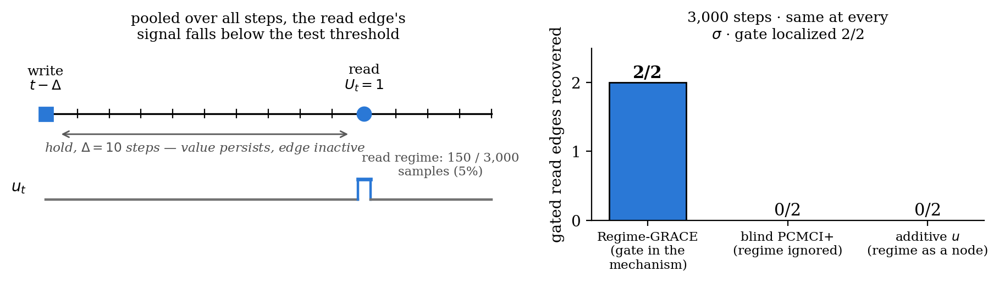 pooled over all steps, the read edge's
signal falls below the test threshold
write
t − Δ
read
U_t = 1
hold, Δ = 10 steps — value persists, edge inactive
read regime: 150 / 3,000
samples (5%)
u_t
3,000 steps · same at every
σ · gate localized 2/2
gated read edges recovered
2
1
0
2/2
0/2
0/2
Regime-GRACE
(gate in the
mechanism)
blind PCMCI+
(regime ignored)
additive u
(regime as a node)